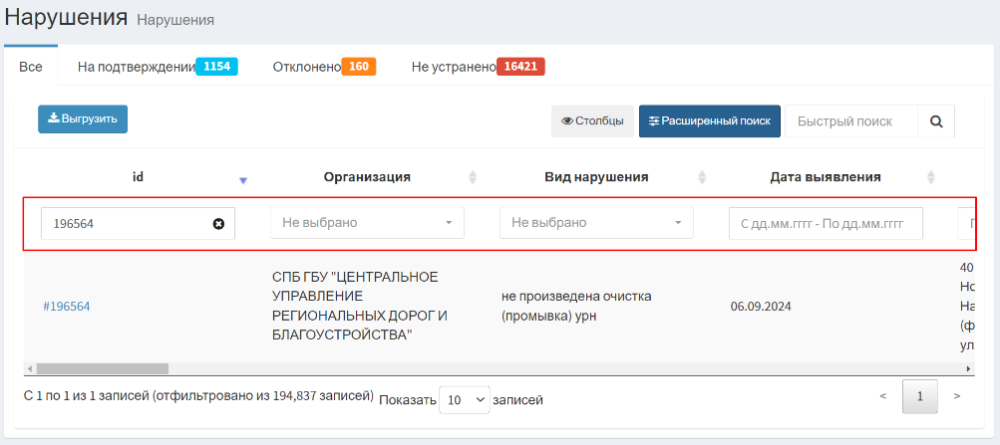 Нарушения Нарушения
Все На подтверждении 1154 Отклонено 160 Не устранено 16421
Выгрузить Столбцы Расширенный поиск Быстрый поиск
id Организация Вид нарушения Дата выявления
196564 Не выбрано Не выбрано С дд.мм.гггг - По дд.мм.гггг
#196564
СПБ ГБУ "ЦЕНТРАЛЬНОЕ
УПРАВЛЕНИЕ
РЕГИОНАЛЬНЫХ ДОРОГ И
БЛАГОУСТРОЙСТВА"
не произведена очистка
(промывка) урн
06.09.2024
40
Но
На
(ф
ул
С 1 по 1 из 1 записей (отфильтровано из 194,837 записей) Показать 10 записей < 1 >